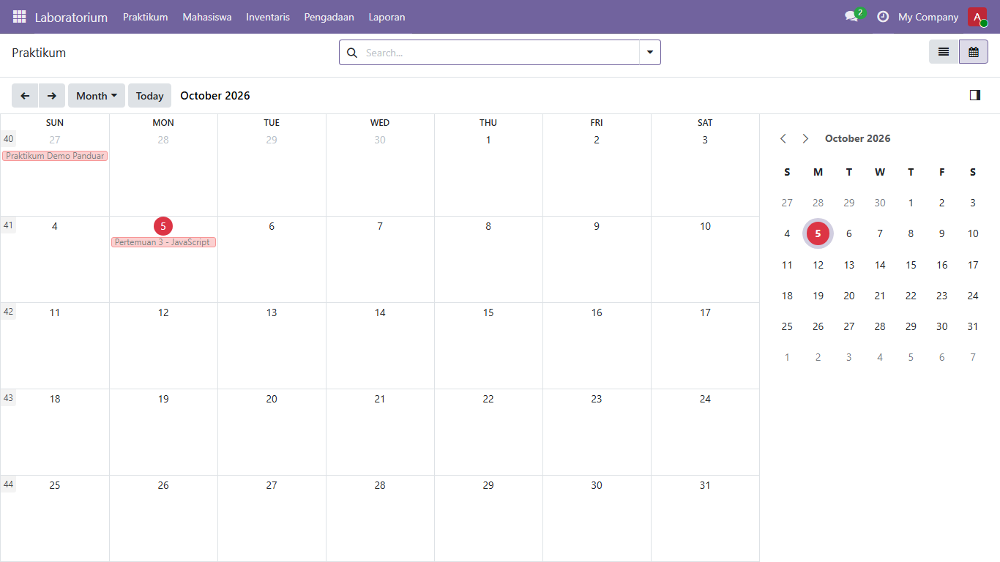 Laboratorium Praktikum Mahasiswa Inventaris Pengadaan Laporan 2 My Company A
Praktikum Search...
Month Today October 2026
SUN MON TUE WED THU FRI SAT
40 27 28 29 30 1 2 3
Praktikum Demo Panduan
41 4 5 6 7 8 9 10
Pertemuan 3 - JavaScript
42 11 12 13 14 15 16 17
43 18 19 20 21 22 23 24
44 25 26 27 28 29 30 31
October 2026
S M T W T F S
27 28 29 30 1 2 3
4 5 6 7 8 9 10
11 12 13 14 15 16 17
18 19 20 21 22 23 24
25 26 27 28 29 30 31
1 2 3 4 5 6 7